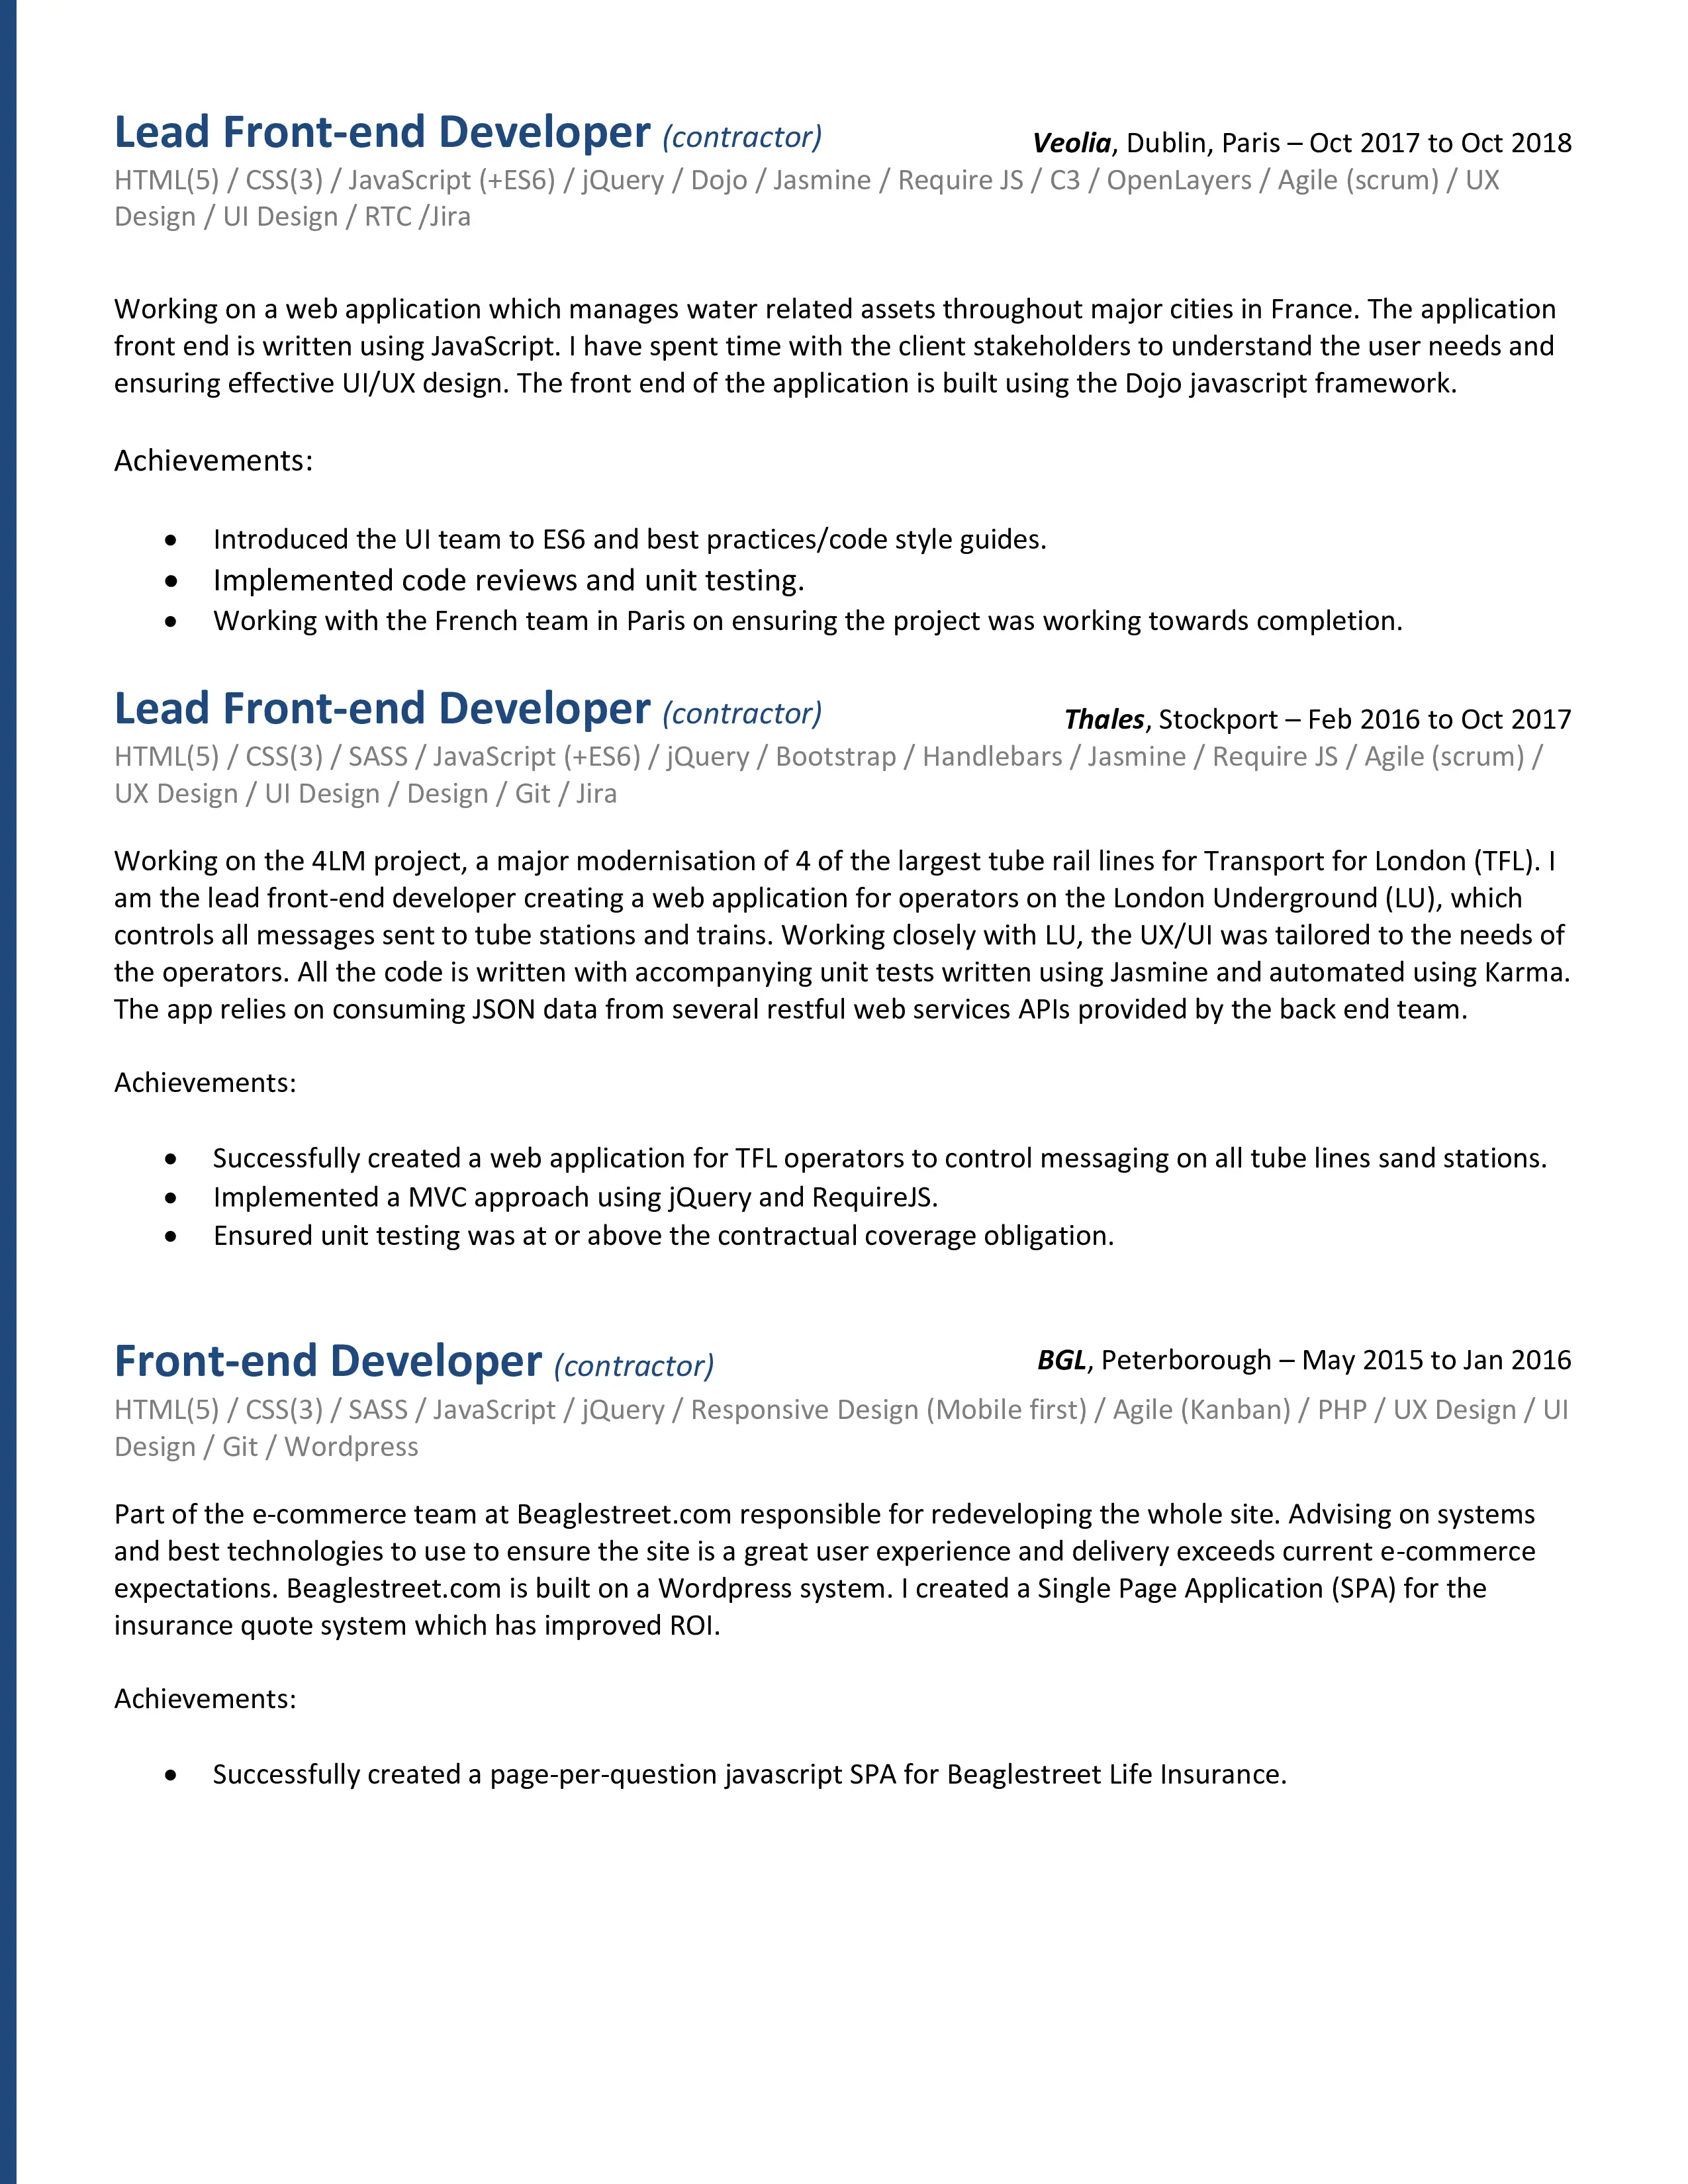 Lead Front-end Developer (contractor) Veolia, Dublin, Paris – Oct 2017 to Oct 2018
HTML(5) / CSS(3) / JavaScript (+ES6) / jQuery / Dojo / Jasmine / Require JS / C3 / OpenLayers / Agile (scrum) / UX
Design / UI Design / RTC /Jira
Working on a web application which manages water related assets throughout major cities in France. The application
front end is written using JavaScript. I have spent time with the client stakeholders to understand the user needs and
ensuring effective UI/UX design. The front end of the application is built using the Dojo javascript framework.
Achievements:
• Introduced the UI team to ES6 and best practices/code style guides.
• Implemented code reviews and unit testing.
• Working with the French team in Paris on ensuring the project was working towards completion.
Lead Front-end Developer (contractor) Thales, Stockport – Feb 2016 to Oct 2017
HTML(5) / CSS(3) / SASS / JavaScript (+ES6) / jQuery / Bootstrap / Handlebars / Jasmine / Require JS / Agile (scrum) /
UX Design / UI Design / Design / Git / Jira
Working on the 4LM project, a major modernisation of 4 of the largest tube rail lines for Transport for London (TFL). I
am the lead front-end developer creating a web application for operators on the London Underground (LU), which
controls all messages sent to tube stations and trains. Working closely with LU, the UX/UI was tailored to the needs of
the operators. All the code is written with accompanying unit tests written using Jasmine and automated using Karma.
The app relies on consuming JSON data from several restful web services APIs provided by the back end team.
Achievements:
• Successfully created a web application for TFL operators to control messaging on all tube lines sand stations.
• Implemented a MVC approach using jQuery and RequireJS.
• Ensured unit testing was at or above the contractual coverage obligation.
Front-end Developer (contractor) BGL, Peterborough – May 2015 to Jan 2016
HTML(5) / CSS(3) / SASS / JavaScript / jQuery / Responsive Design (Mobile first) / Agile (Kanban) / PHP / UX Design / UI
Design / Git / Wordpress
Part of the e-commerce team at Beaglestreet.com responsible for redeveloping the whole site. Advising on systems
and best technologies to use to ensure the site is a great user experience and delivery exceeds current e-commerce
expectations. Beaglestreet.com is built on a Wordpress system. I created a Single Page Application (SPA) for the
insurance quote system which has improved ROI.
Achievements:
• Successfully created a page-per-question javascript SPA for Beaglestreet Life Insurance.